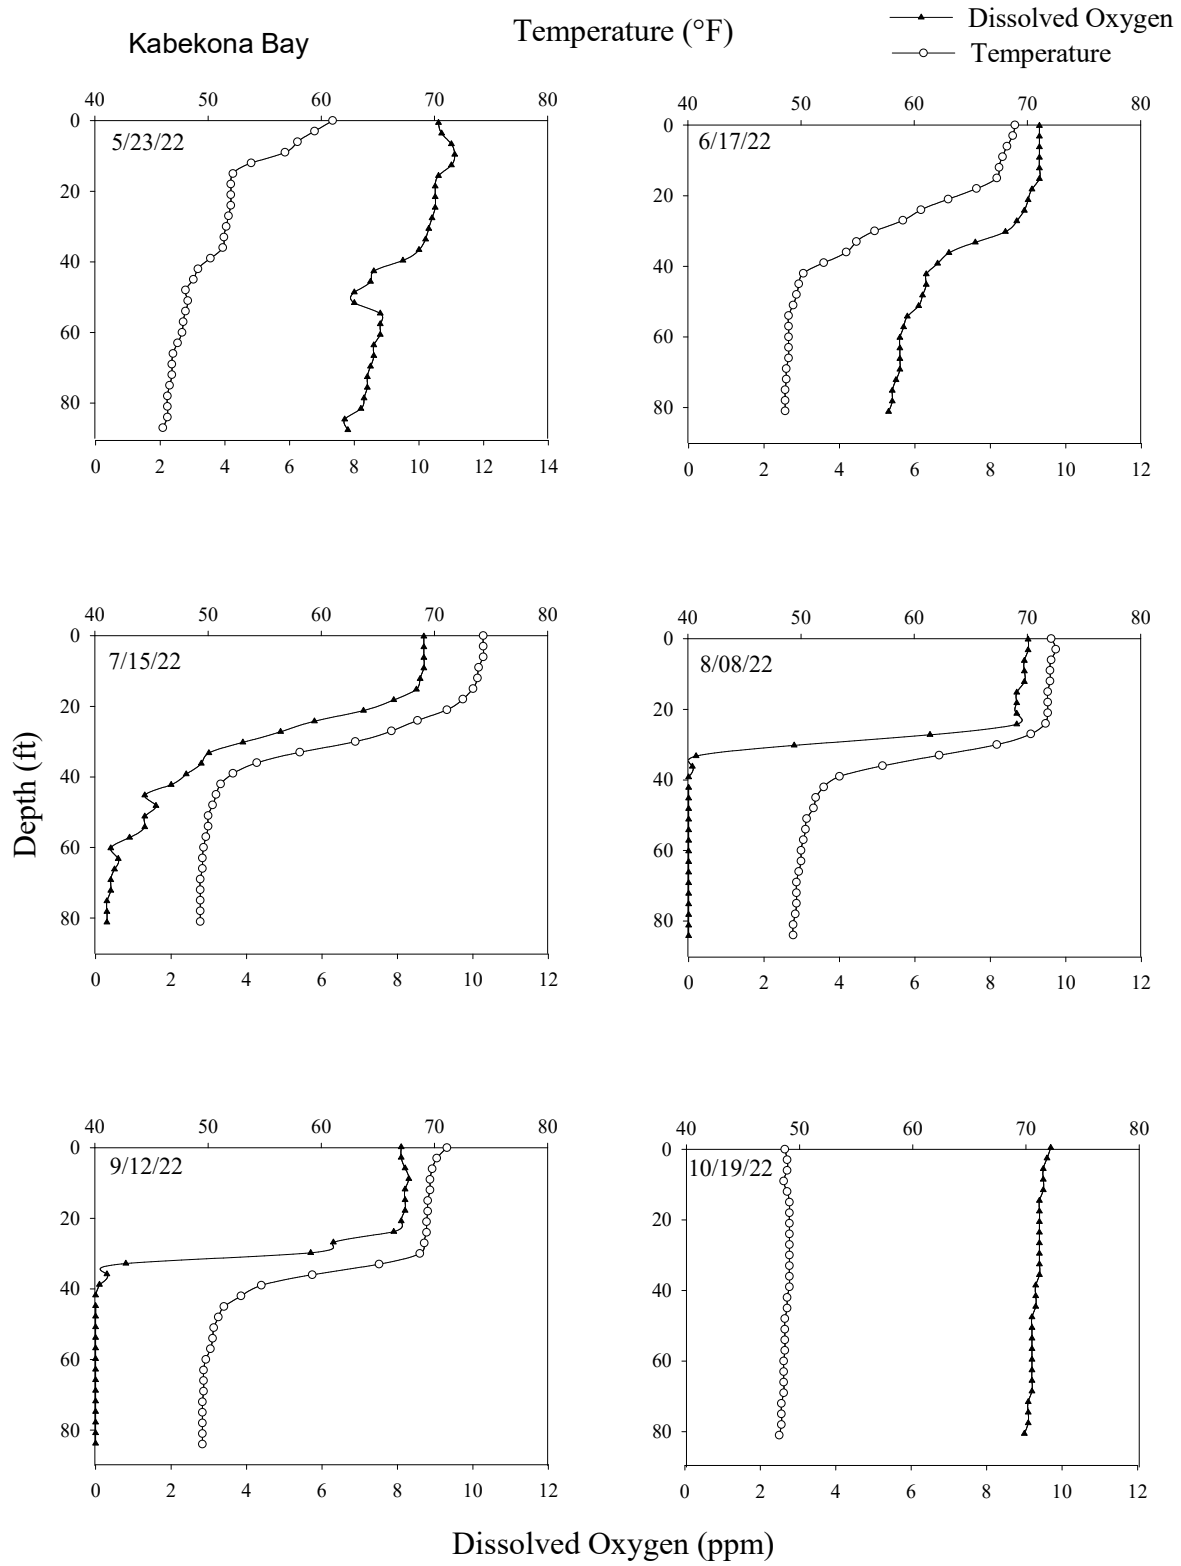 Kabekona Bay
Temperature (°F)
Dissolved Oxygen
Temperature
40 50 60 70 80
5/23/22
0
20
40
60
80
0 2 4 6 8 10 12 14
40 50 60 70 80
6/17/22
0
20
40
60
80
0 2 4 6 8 10 12
Depth (ft)
40 50 60 70 80
7/15/22
0
20
40
60
80
0 2 4 6 8 10 12
40 50 60 70 80
8/08/22
0
20
40
60
80
0 2 4 6 8 10 12
40 50 60 70 80
9/12/22
0
20
40
60
80
0 2 4 6 8 10 12
40 50 60 70 80
10/19/22
0
20
40
60
80
0 2 4 6 8 10 12
Dissolved Oxygen (ppm)